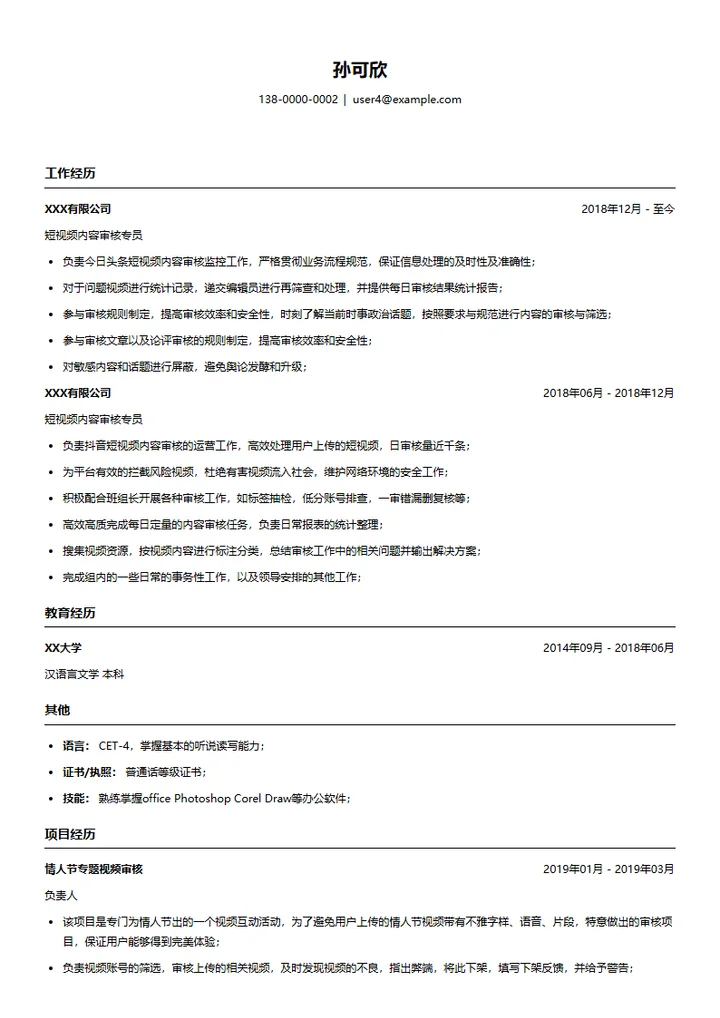 孙可欣
138-0000-0002 | user4@example.com
工作经历
XXX有限公司 2018年12月 - 至今
短视频内容审核专员
• 负责今日头条短视频内容审核监控工作，严格贯彻业务流程规范，保证信息处理的及时性及准确性；
• 对于问题视频进行统计记录，递交编辑员进行再筛查和处理，并提供每日审核结果统计报告；
• 参与审核规则制定，提高审核效率和安全性，时刻了解当前时事政治话题，按照要求与规范进行内容的审核与筛选；
• 参与审核文章以及论评审核的规则制定，提高审核效率和安全性；
• 对敏感内容和话题进行屏蔽，避免舆论发酵和升级；
XXX有限公司 2018年06月 - 2018年12月
短视频内容审核专员
• 负责抖音短视频内容审核的运营工作，高效处理用户上传的短视频，日审核量近千条；
• 为平台有效的拦截风险视频，杜绝有害视频流入社会，维护网络环境的安全工作；
• 积极配合班组长开展各种审核工作，如标签抽检，低分账号排查，一审错漏删复核等；
• 高效高质完成每日定量的内容审核任务，负责日常报表的统计整理；
• 搜集视频资源，按视频内容进行标注分类，总结审核工作中的相关问题并输出解决方案；
• 完成组内的一些日常的事务性工作，以及领导安排的其他工作；
教育经历
XX大学 2014年09月 - 2018年06月
汉语言文学 本科
其他
• 语言： CET-4，掌握基本的听说读写能力；
• 证书/执照： 普通话等级证书；
• 技能： 熟练掌握office Photoshop Corel Draw等办公软件；
项目经历
情人节专题视频审核 2019年01月 - 2019年03月
负责人
• 该项目是专门为情人节出的一个视频互动活动，为了避免用户上传的情人节视频带有不雅字样、语音、片段，特意做出的审核项
目，保证用户能够得到完美体验；
• 负责视频账号的筛选，审核上传的相关视频，及时发现视频的不良，指出弊端，将此下架，填写下架反馈，并给予警告；